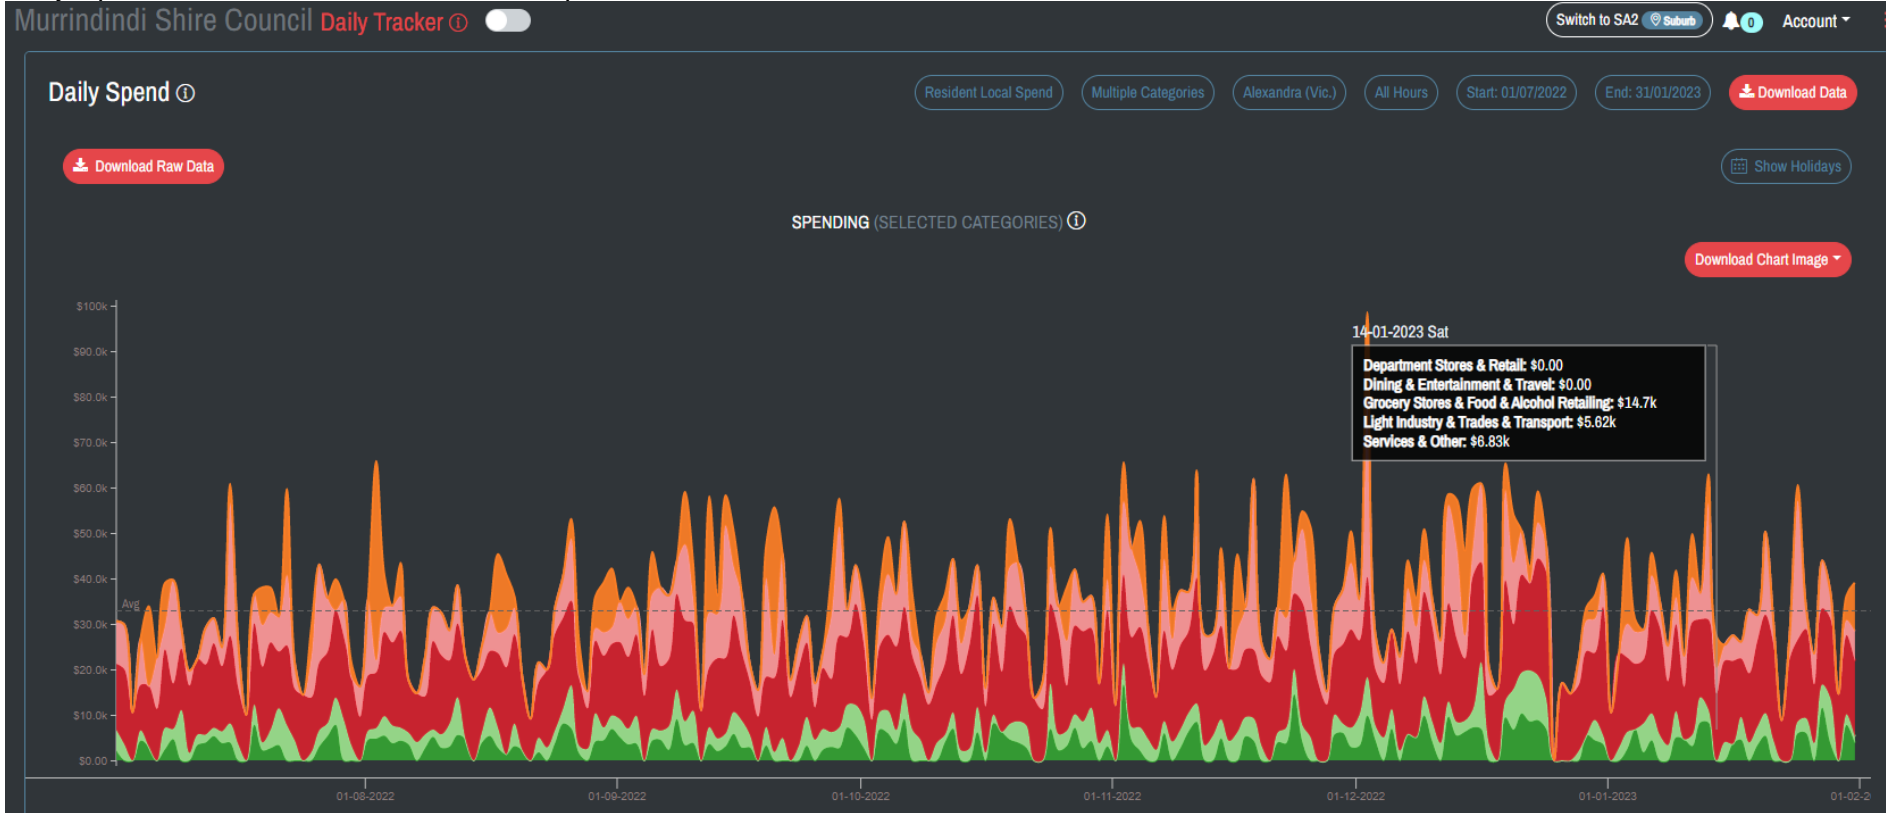 Murrindindi Shire Council Daily Tracker
Switch to SA2 Suburb
0
Account
Daily Spend
Resident Local Spend
Multiple Categories
Alexandra (Vic.)
All Hours
Start: 01/07/2022
End: 31/01/2023
Download Data
Download Raw Data
Show Holidays
SPENDING (SELECTED CATEGORIES)
Download Chart Image
$100k
$90.0k
$80.0k
$70.0k
$60.0k
$50.0k
$40.0k
$30.0k
$20.0k
$10.0k
$0.00
Avg
14-01-2023 Sat
Department Stores & Retail: $0.00
Dining & Entertainment & Travel: $0.00
Grocery Stores & Food & Alcohol Retailing: $14.7k
Light Industry & Trades & Transport: $5.62k
Services & Other: $6.83k
01-08-2022
01-09-2022
01-10-2022
01-11-2022
01-12-2022
01-01-2023
01-02-2